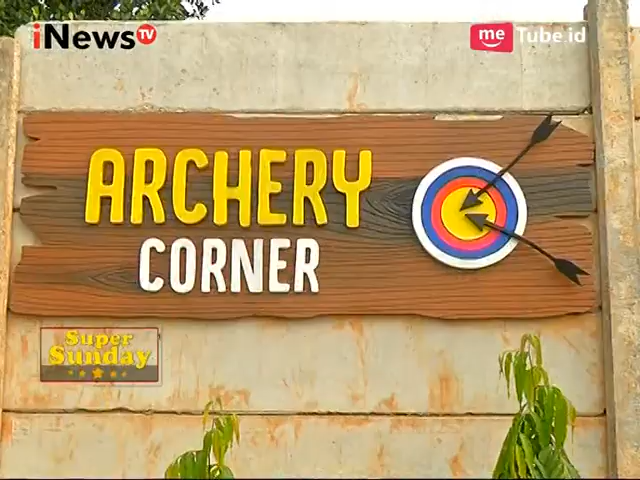 iNews TV
me Tube.id
ARCHERY
CORNER
Super
Sunday